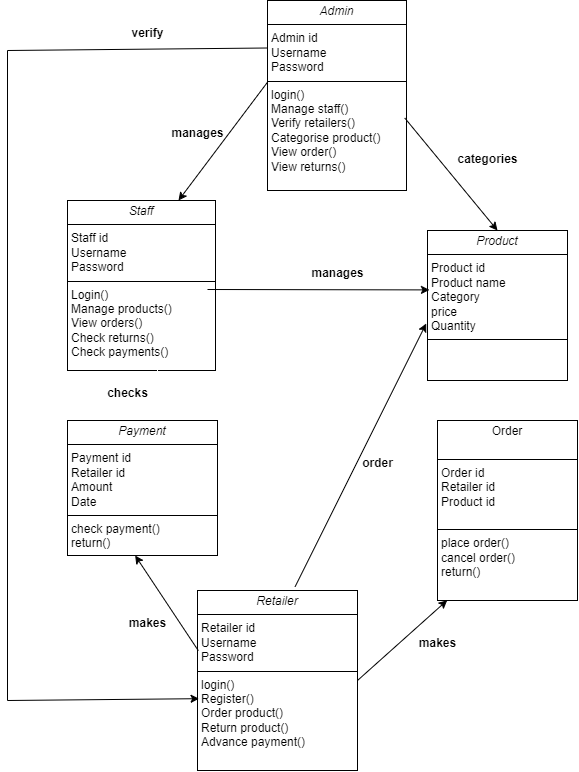 Admin
Admin id
Username
Password
login()
Manage staff()
Verify retailers()
Categorise product()
View order()
View returns()
verify
manages
categories
Staff
Staff id
Username
Password
Login()
Manage products()
View orders()
Check returns()
Check payments()
manages
Product
Product id
Product name
Category
price
Quantity
checks
Payment
Payment id
Retailer id
Amount
Date
check payment()
return()
order
Order
Order id
Retailer id
Product id
place order()
cancel order()
return()
makes
Retailer
Retailer id
Username
Password
login()
Register()
Order product()
Return product()
Advance payment()
makes